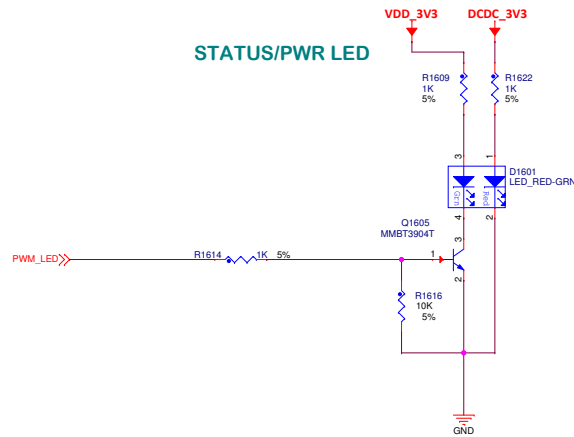 VDD_3V3
DCDC_3V3
STATUS/PWR LED
R1609
1K
5%
R1622
1K
5%
3
1
D1601
LED_RED-GRN
Grn
Red
4
2
Q1605
MMBT3904T
3
PWM_LED
R1614
1K
5%
1
2
R1616
10K
5%
GND